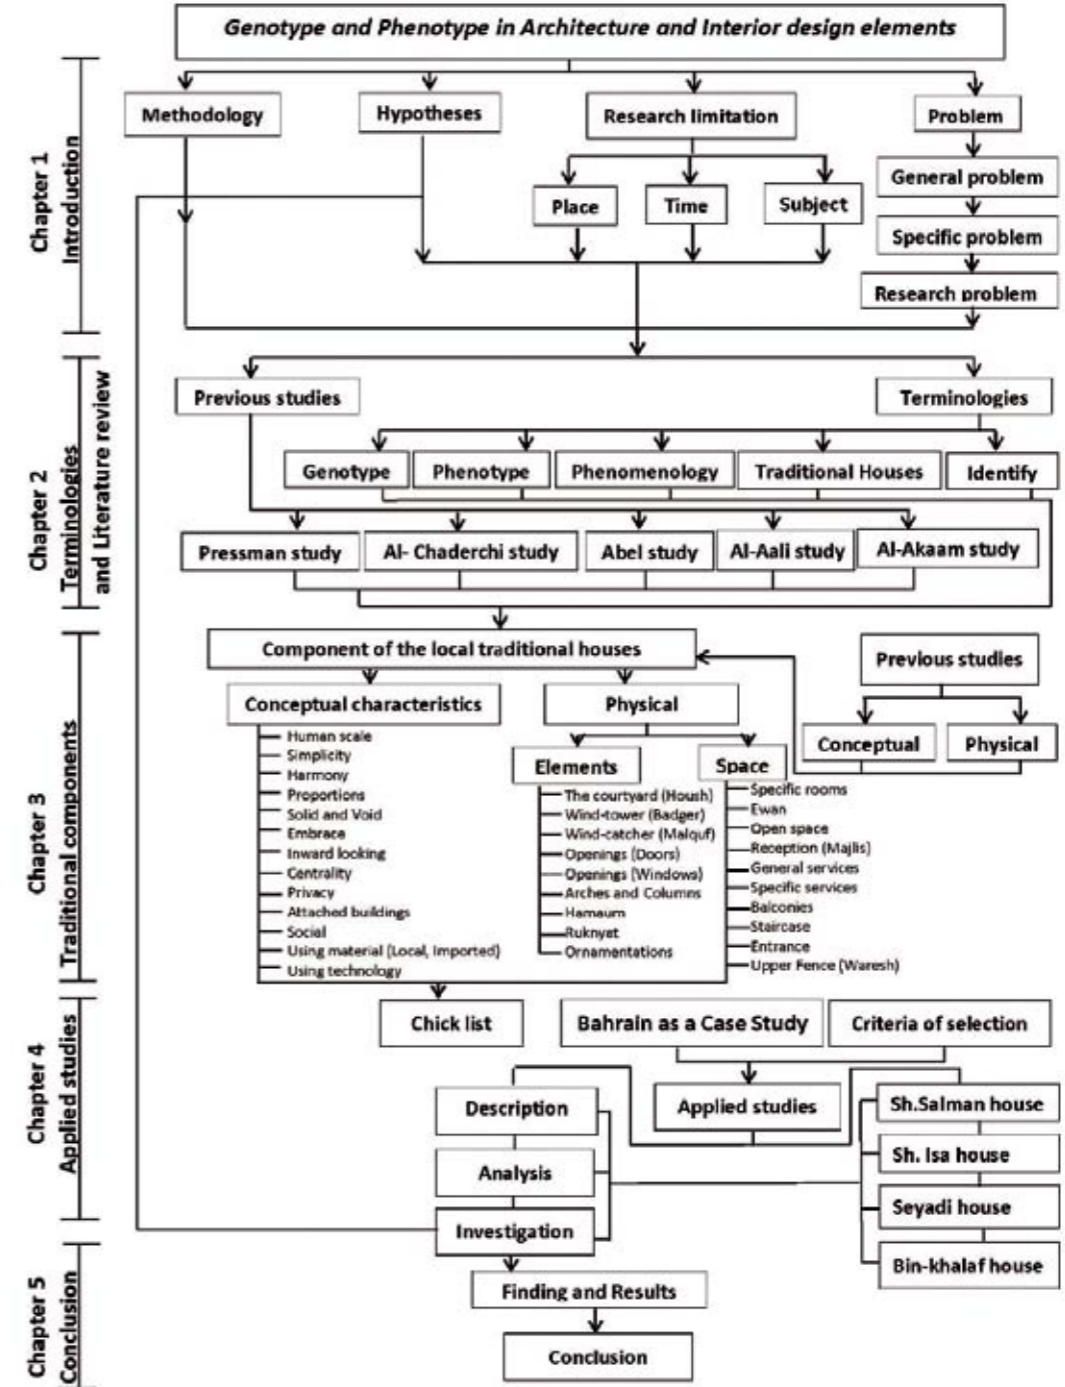 Genotype and Phenotype in Architecture and Interior design elements
Chapter 1
Introduction
Methodology
Hypotheses
Research limitation
Problem
General problem
Place
Time
Subject
Specific problem
Research problem
Chapter 2
Terminologies
and Literature review
Previous studies
Terminologies
Genotype
Phenotype
Phenomenology
Traditional Houses
Identify
Pressman study
Al- Chaderchi study
Abel study
Al-Aali study
Al-Akaam study
Chapter 3
Traditional components
Component of the local traditional houses
Previous studies
Conceptual
Physical
Conceptual characteristics
Human scale
Simplicity
Harmony
Proportions
Solid and Void
Embrace
Inward looking
Centrality
Privacy
Attached buildings
Social
Using material (Local, Imported)
Using technology
Physical
Elements
The courtyard (Housh)
Wind-tower (Badger)
Wind-catcher (Malquf)
Openings (Doors)
Openings (Windows)
Arches and Columns
Hamaum
Ruknyat
Ornamentations
Space
Specific rooms
Ewan
Open space
Reception (Majlis)
General services
Specific services
Balconies
Staircase
Entrance
Upper Fence (Waresh)
Chapter 4
Applied studies
Chick list
Bahrain as a Case Study
Criteria of selection
Description
Applied studies
Sh.Salman house
Analysis
Sh. Isa house
Investigation
Seyadi house
Bin-khalaf house
Chapter 5
Conclusion
Finding and Results
Conclusion